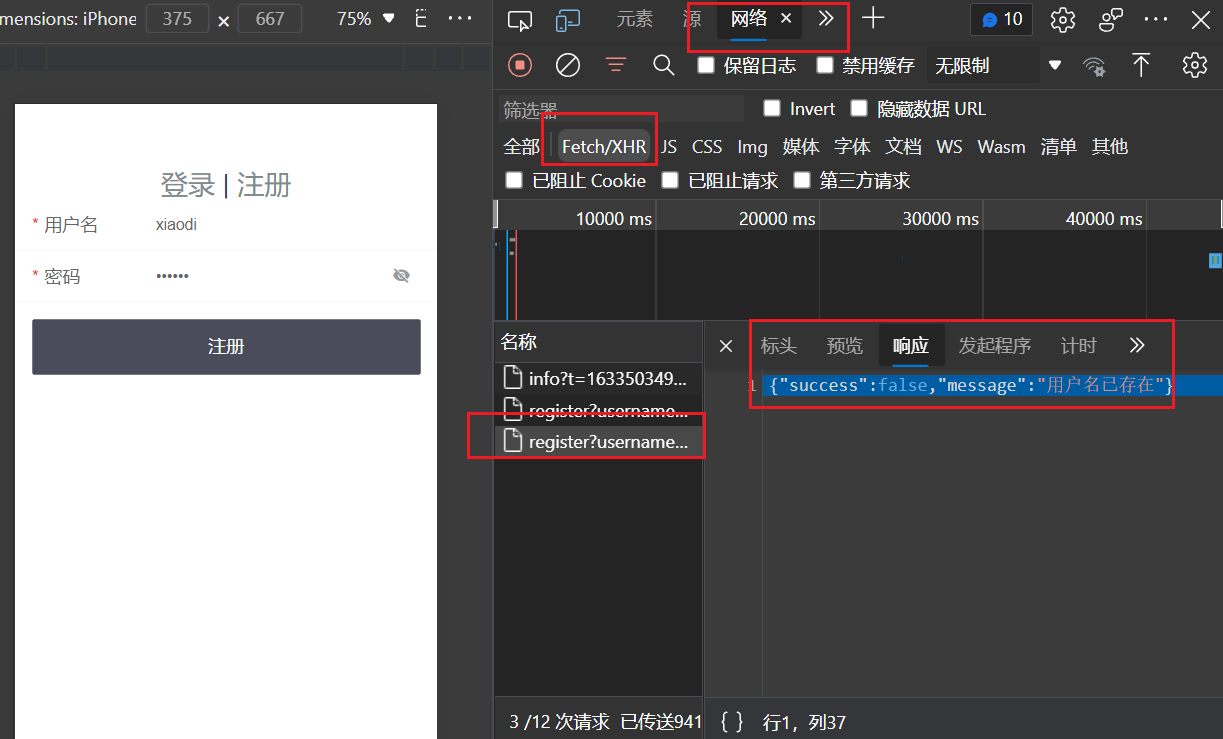 mensions: iPhone 375 × 667 75%
登录 | 注册
* 用户名 xiaodi
* 密码 ••••••
注册
元素 源 网络
10
保留日志 禁用缓存 无限制
筛选器 Invert 隐藏数据 URL
全部 Fetch/XHR JS CSS Img 媒体 字体 文档 WS Wasm 清单 其他
已阻止 Cookie 已阻止请求 第三方请求
10000 ms 20000 ms 30000 ms 40000 ms
名称
info?t=163350349...
register?username...
register?username...
标头 预览 响应 发起程序 计时
1 {"success":false,"message":"用户名已存在"}
3 /12 次请求 已传送941
{ } 行1，列37